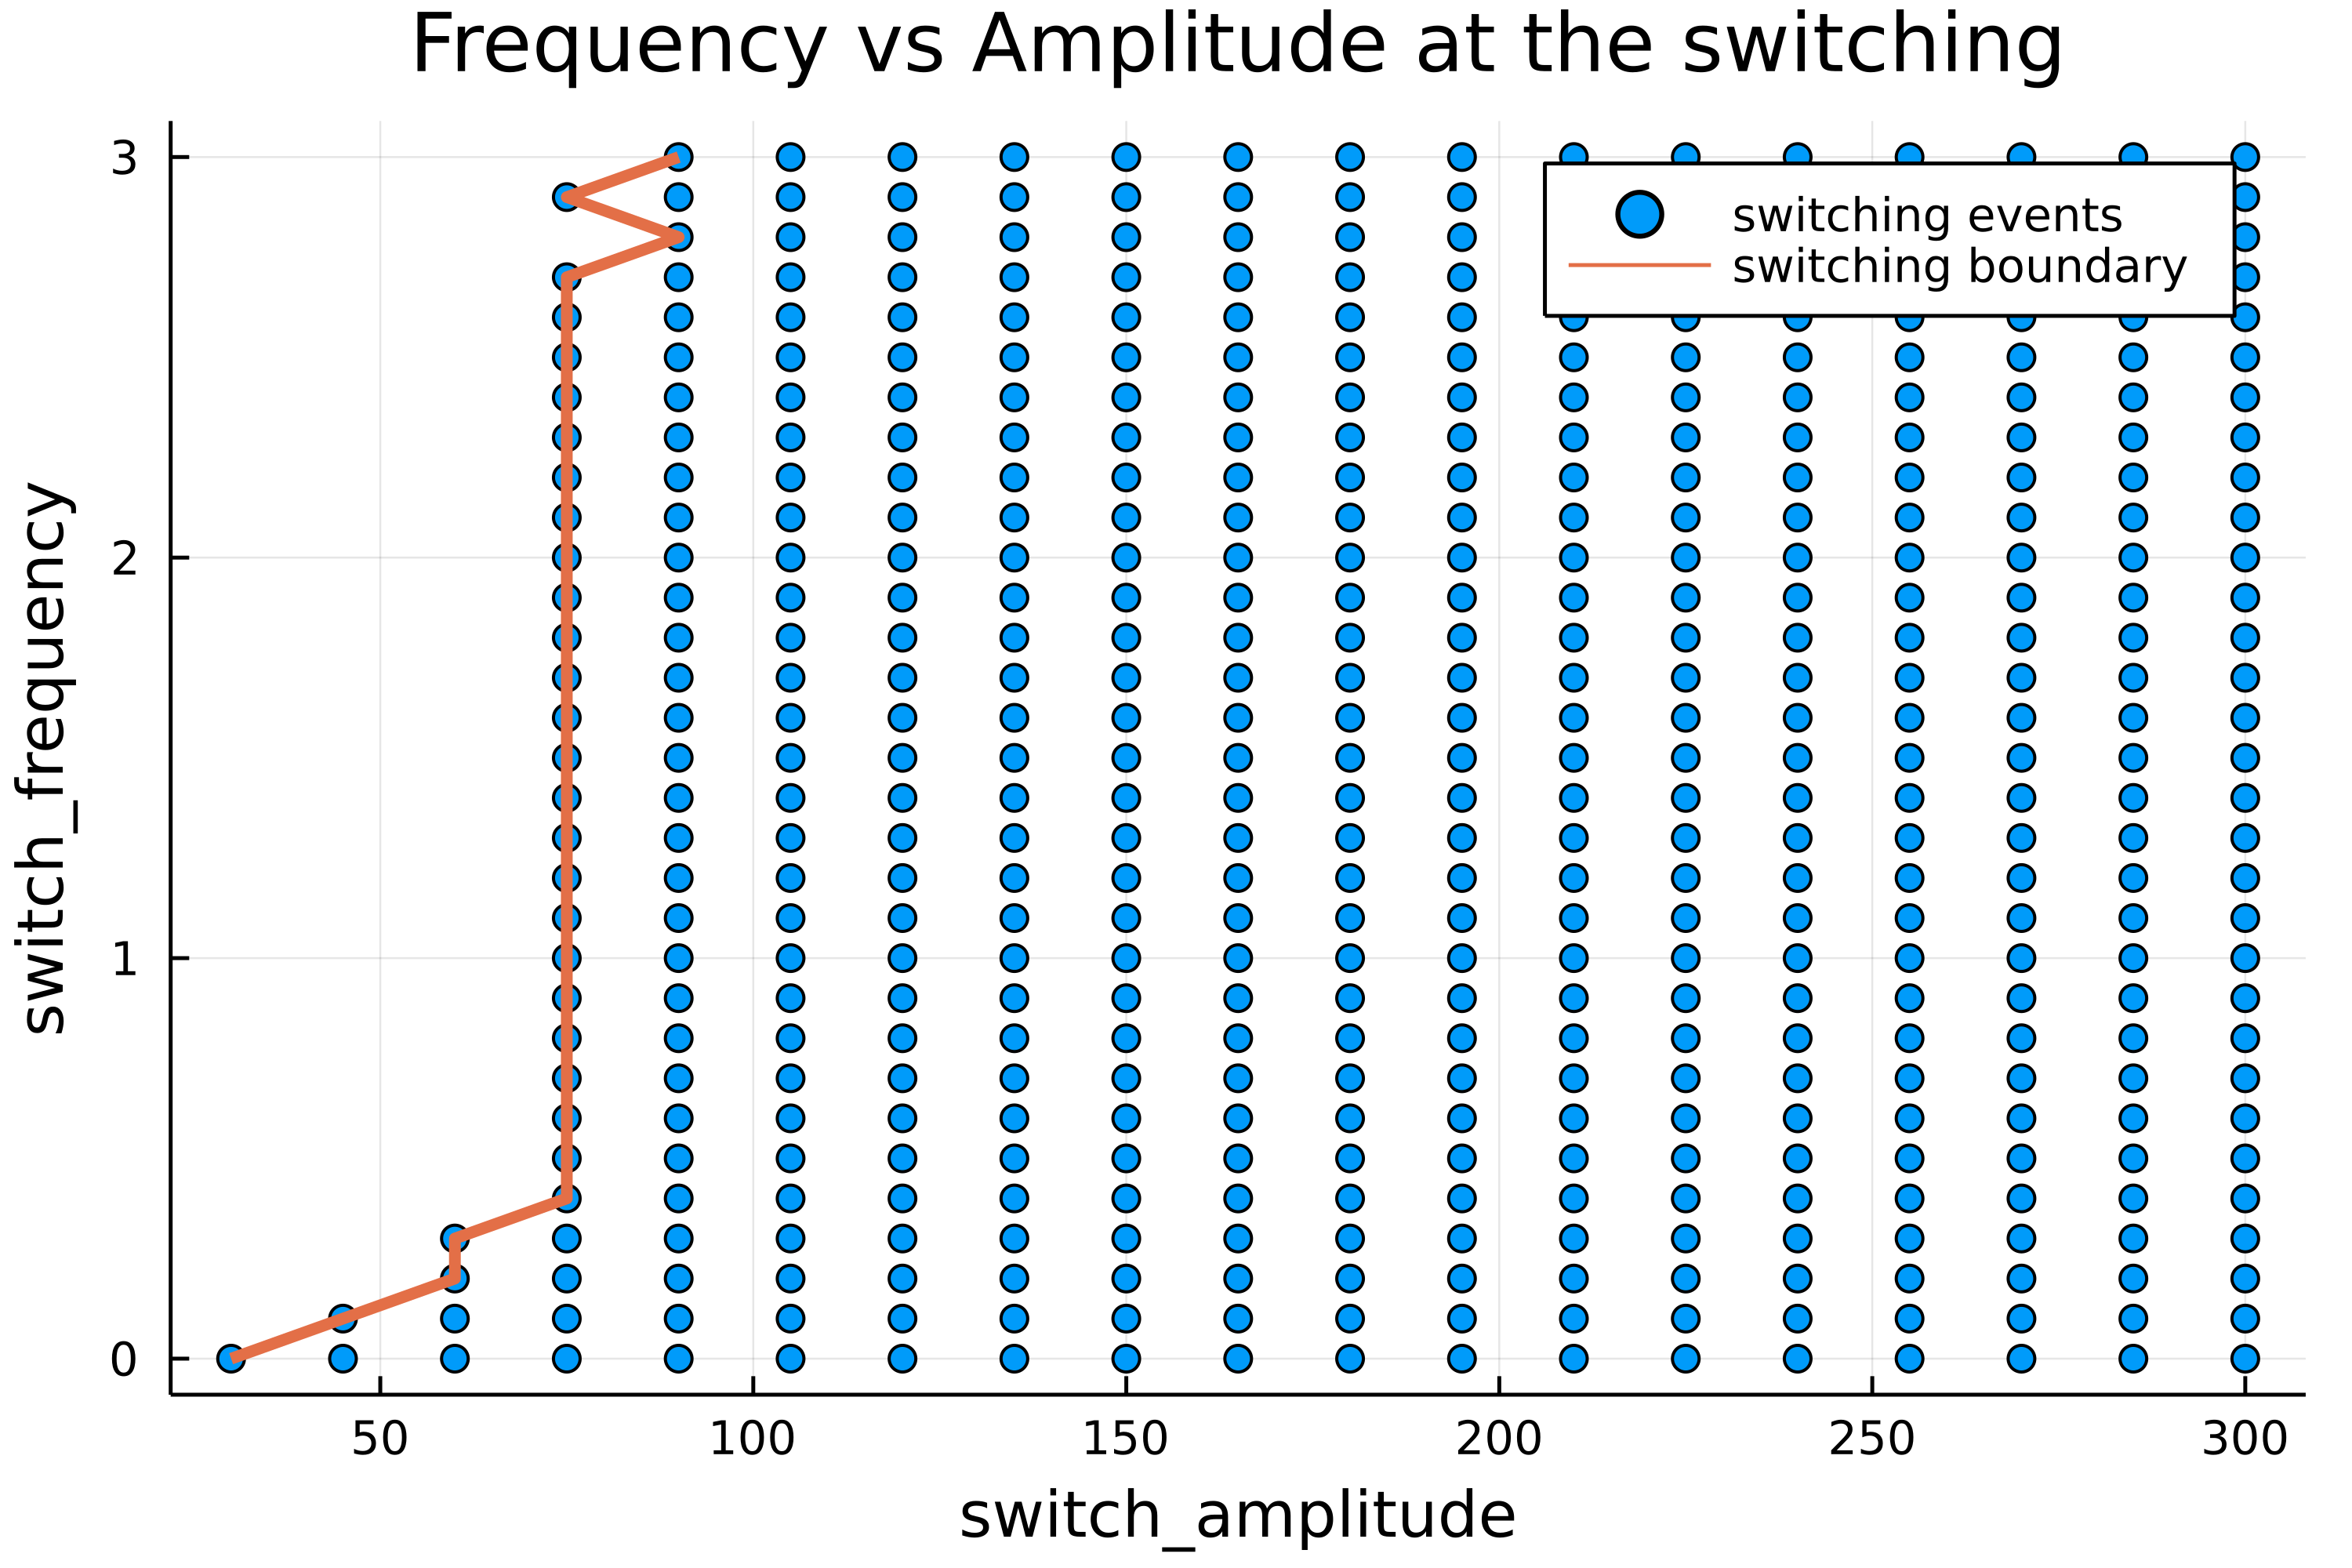 Frequency vs Amplitude at the switching
switching events
switching boundary
switch_frequency
3
2
1
0
50 100 150 200 250 300
switch_amplitude